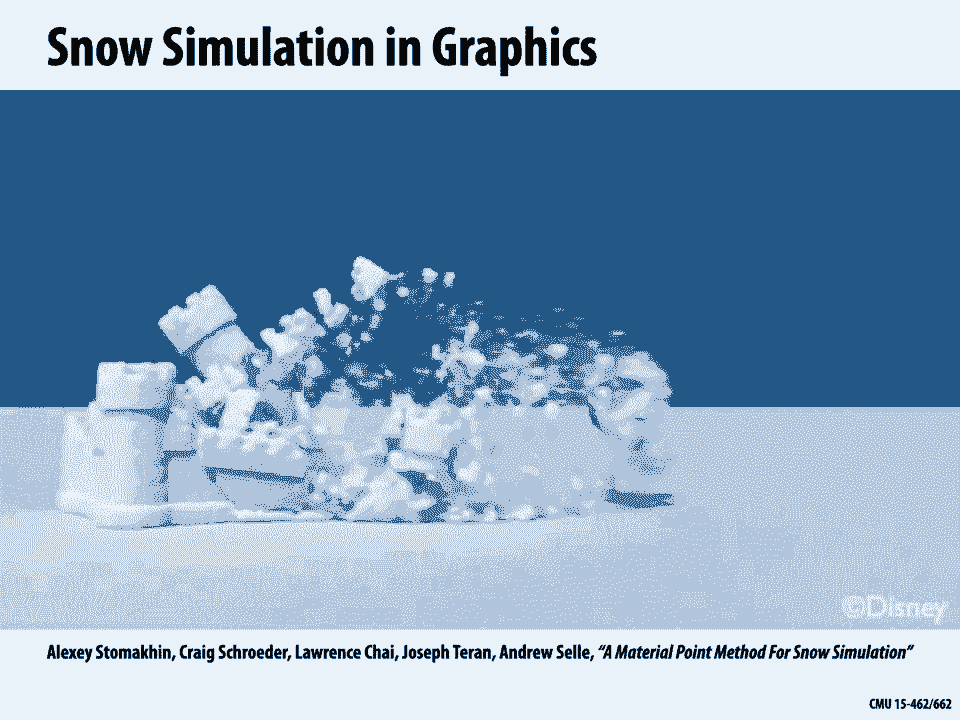 Snow Simulation in Graphics
©Disney
Alexey Stomakhin, Craig Schroeder, Lawrence Chai, Joseph Teran, Andrew Selle, “A Material Point Method For Snow Simulation”
CMU 15-462/662